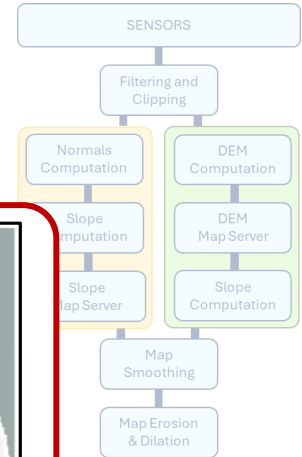 SENSORS
Filtering and
Clipping
Normals
Computation
DEM
Computation
Slope
mputation
DEM
Map Server
Slope
Map Server
Slope
Computation
Map
Smoothing
Map Erosion
& Dilation